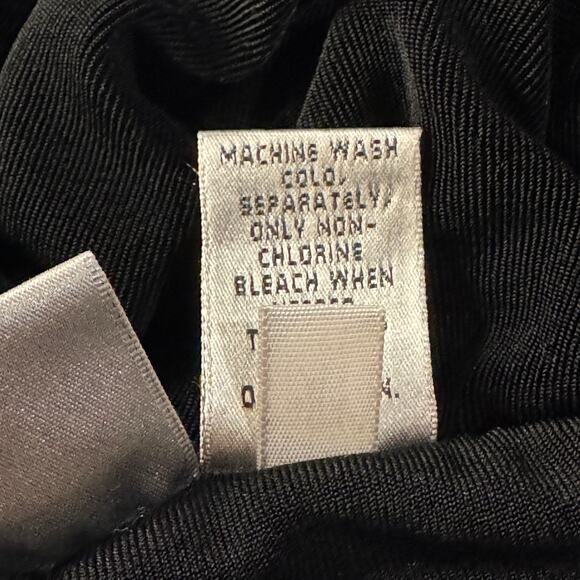 MACHINE WASH
COLD,
SEPARATELY,
ONLY NON-
CHLORINE
BLEACH WHEN